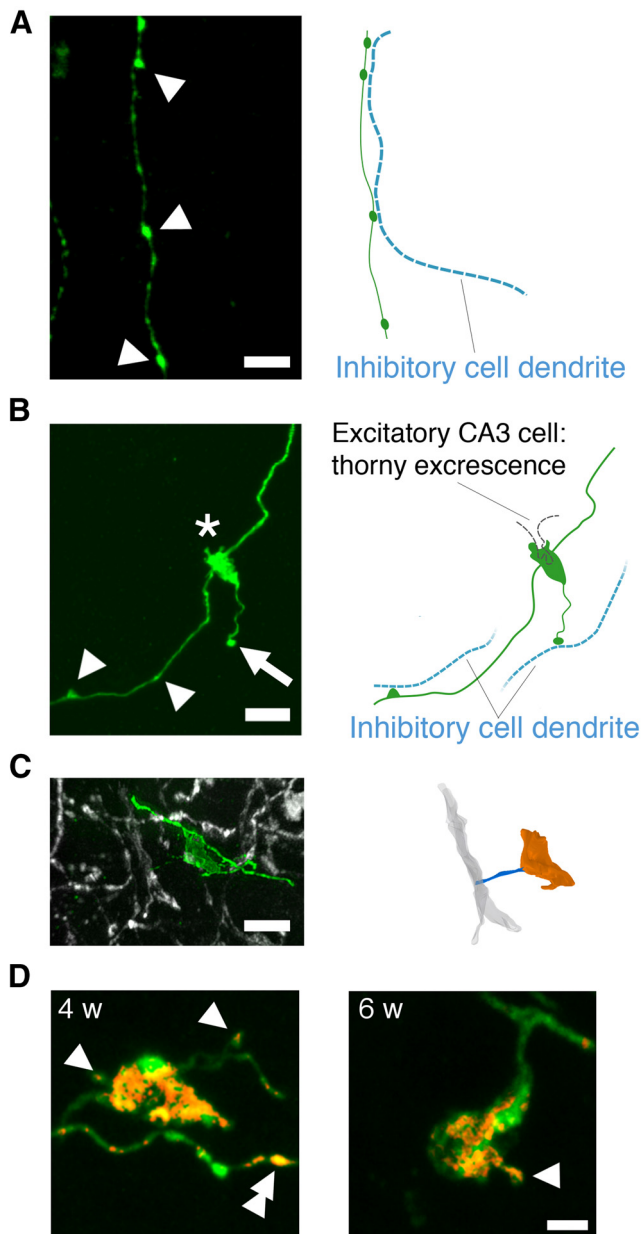 A
Inhibitory cell dendrite
B
Excitatory CA3 cell:
thorny excrescence
*
Inhibitory cell dendrite
C
D
4 w
6 w